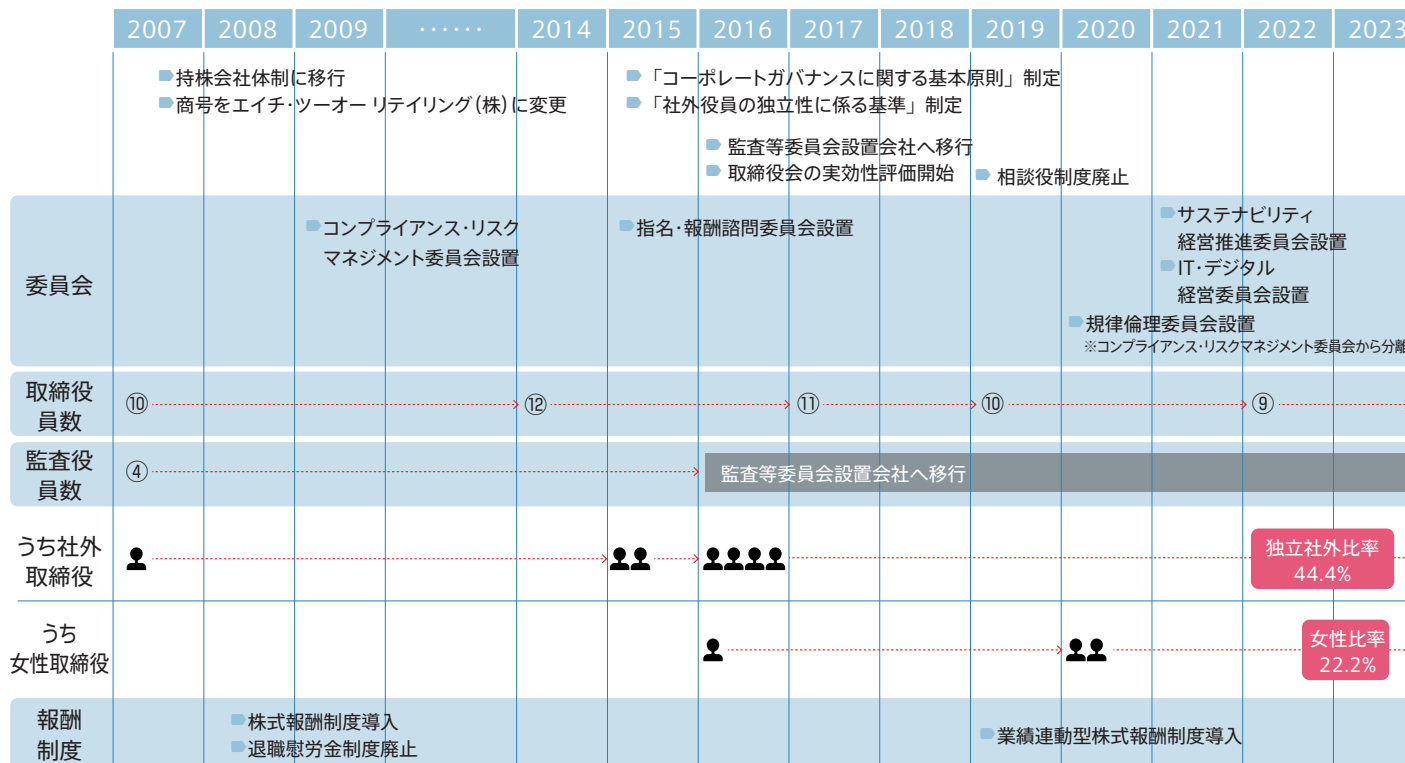 2007 2008 2009 ······ 2014 2015 2016 2017 2018 2019 2020 2021 2022 2023
持株会社体制に移行
商号をエイチ・ツーオー リテイリング(株)に変更
「コーポレートガバナンスに関する基本原則」制定
「社外役員の独立性に係る基準」制定
監査等委員会設置会社へ移行
取締役会の実効性評価開始
相談役制度廃止
委員会
コンプライアンス・リスク
マネジメント委員会設置
指名・報酬諮問委員会設置
サステナビリティ
経営推進委員会設置
IT・デジタル
経営委員会設置
規律倫理委員会設置
※コンプライアンス・リスクマネジメント委員会から分離
取締役
員数
⑩ ⑫ ⑪ ⑩ ⑨
監査役
員数
④
監査等委員会設置会社へ移行
うち社外
取締役
独立社外比率
44.4%
うち
女性取締役
女性比率
22.2%
報酬
制度
株式報酬制度導入
退職慰労金制度廃止
業績連動型株式報酬制度導入